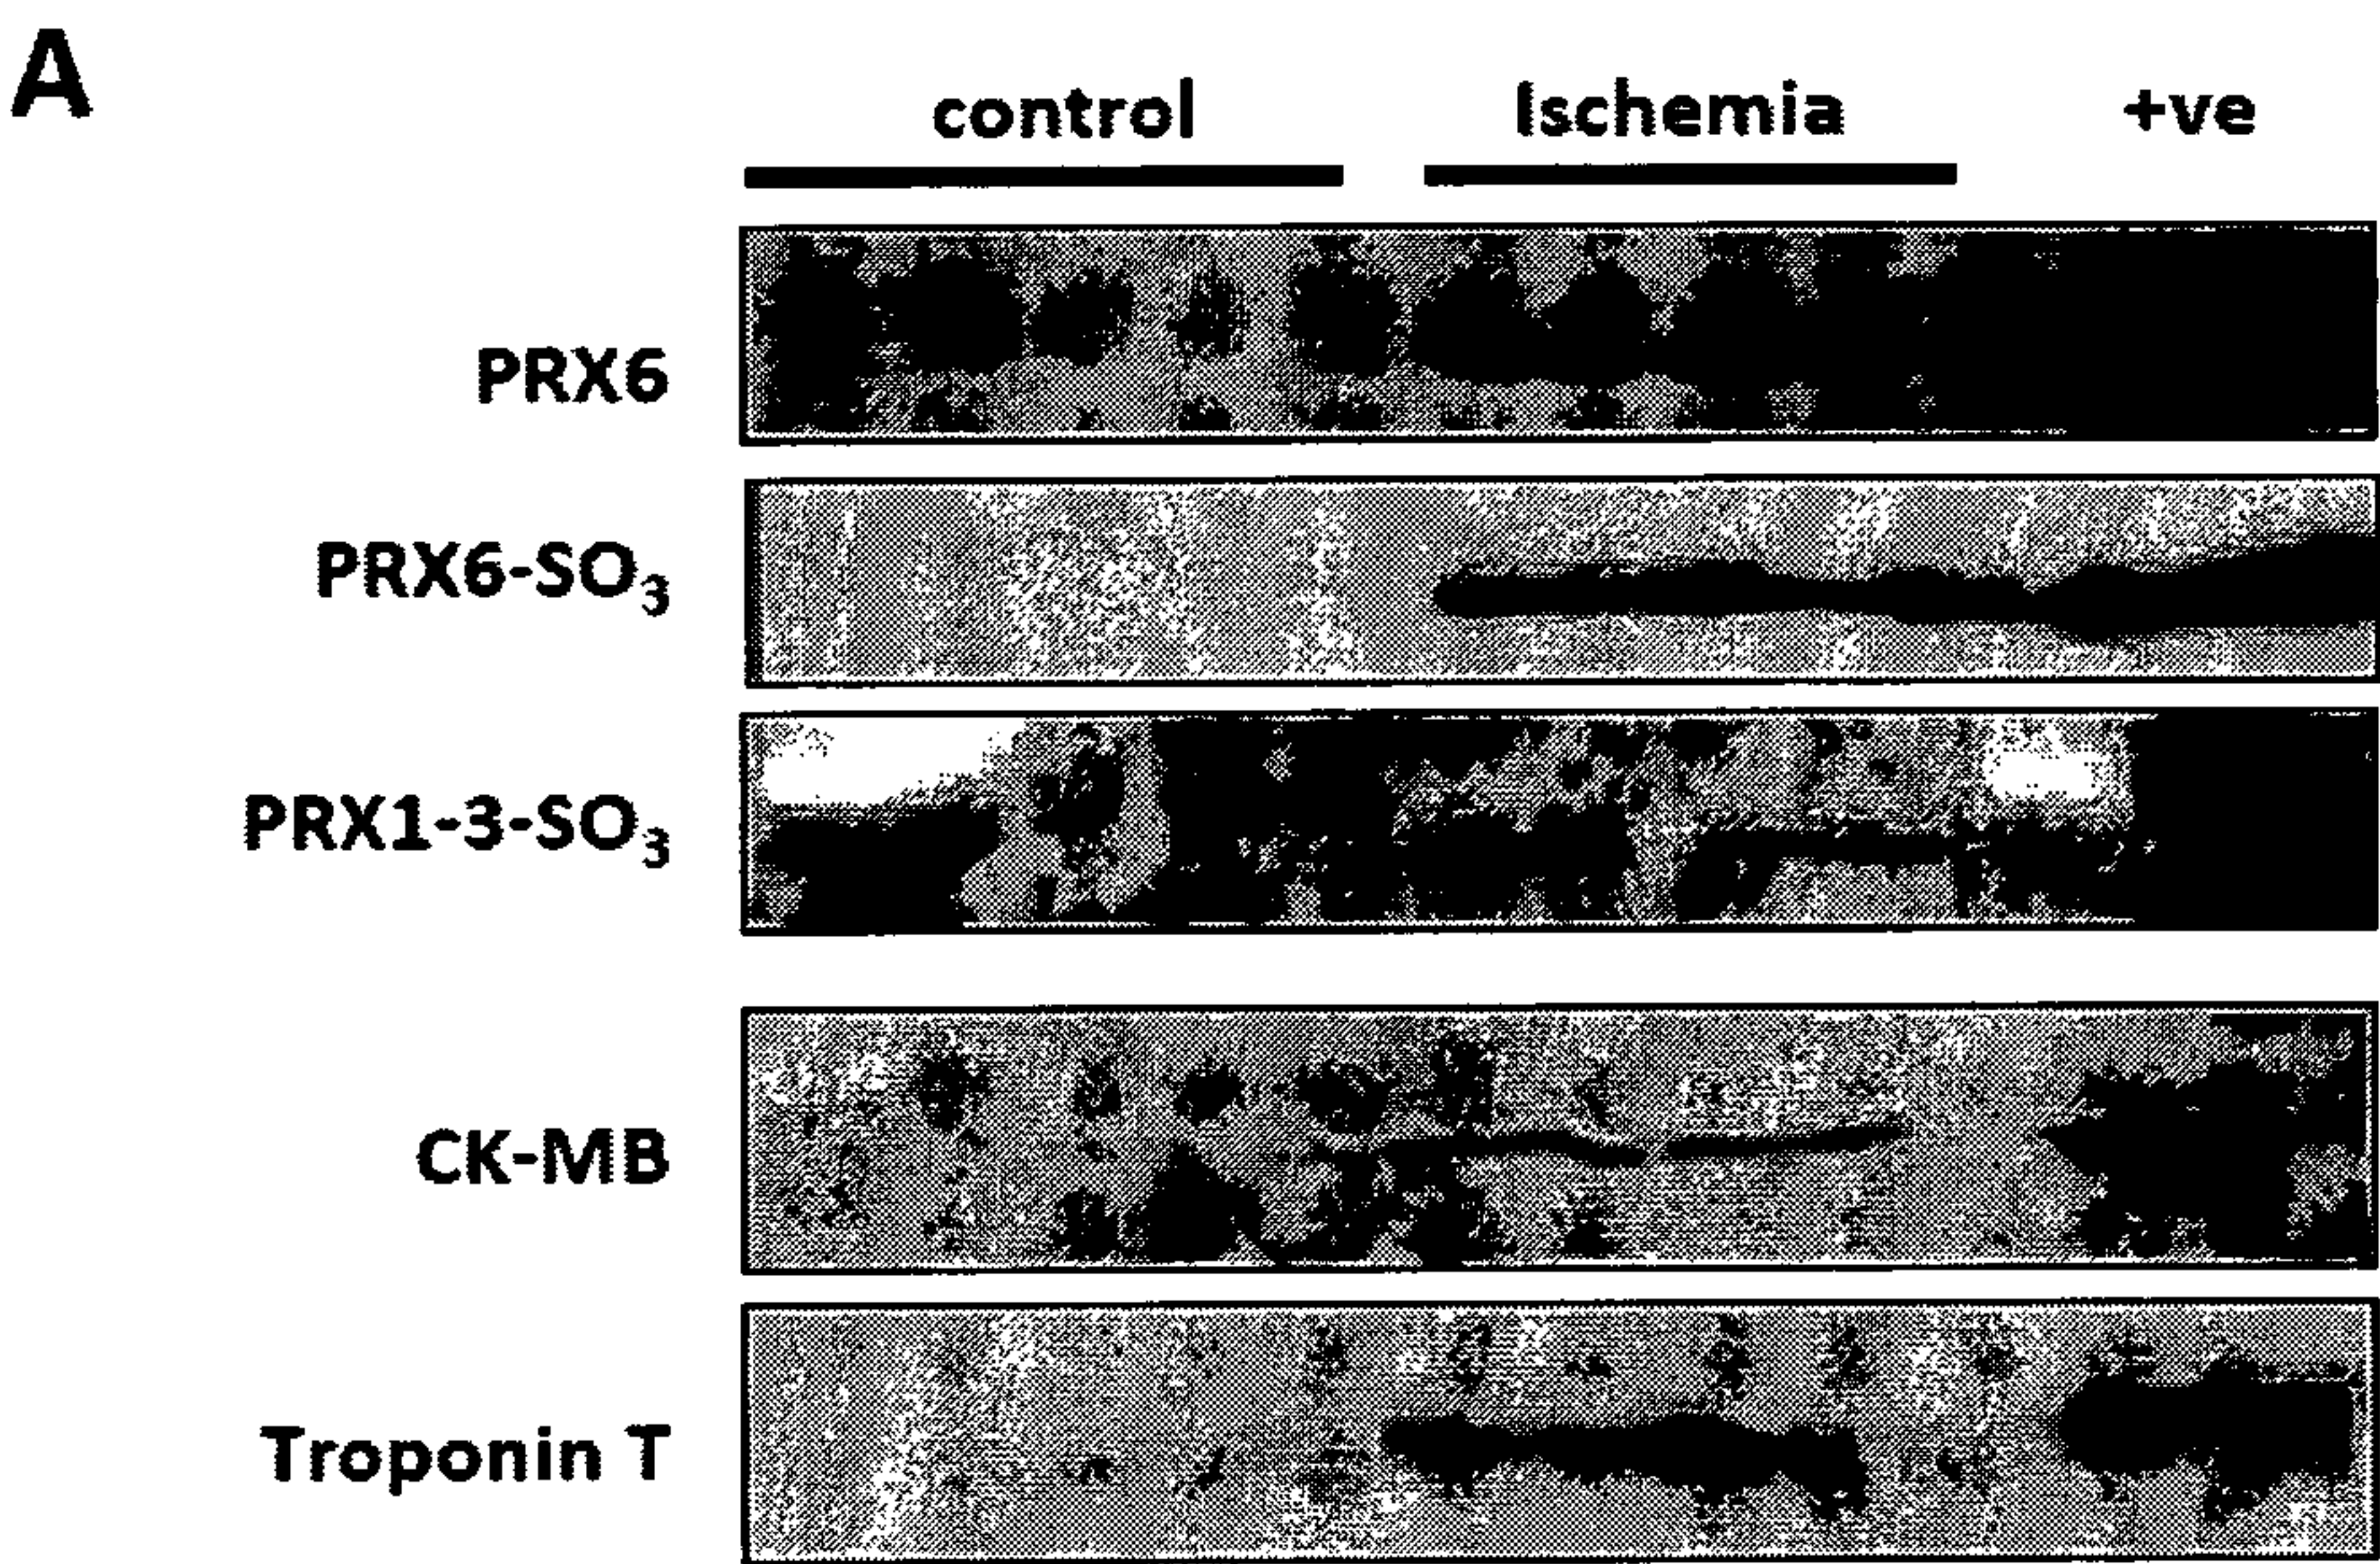 A
control Ischemia +ve
PRX6
PRX6-SO₃
PRX1-3-SO₃
CK-MB
Troponin T